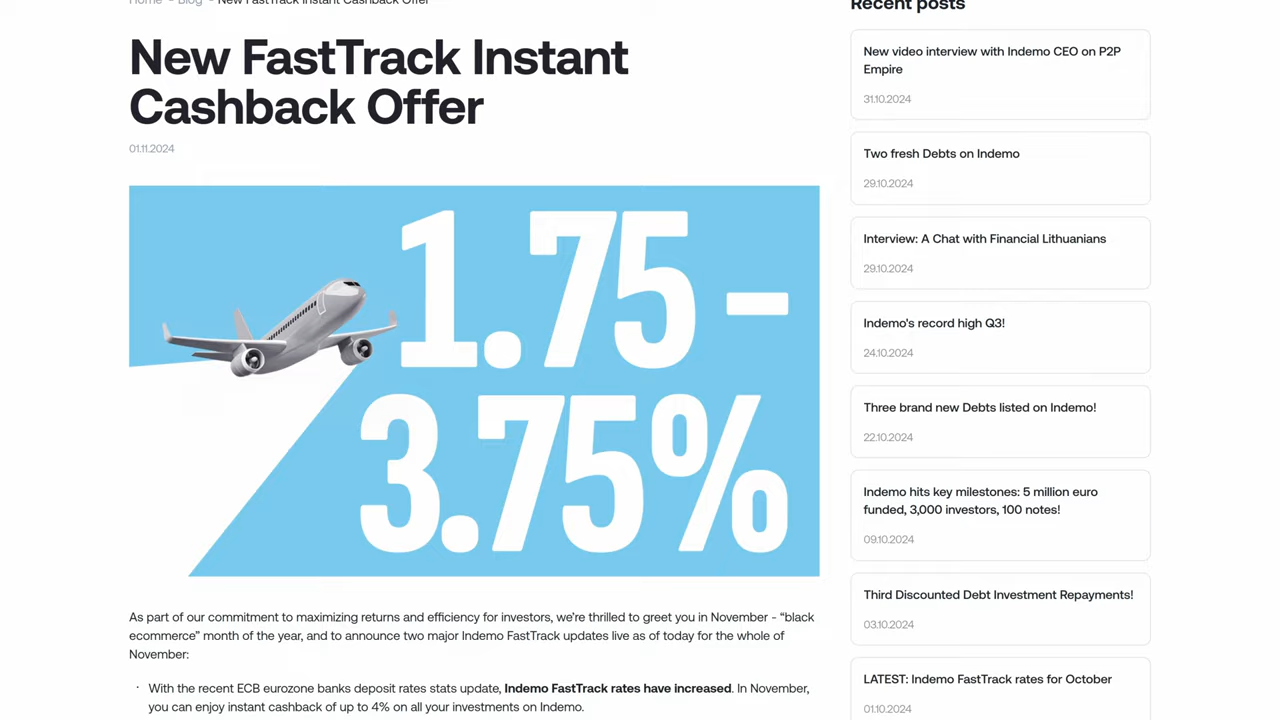 Home - Blog - New FastTrack Instant Cashback Offer
New FastTrack Instant
Cashback Offer
01.11.2024
1.75 -
3.75%
As part of our commitment to maximizing returns and efficiency for investors, we're thrilled to greet you in November - “black
ecommerce” month of the year, and to announce two major Indemo FastTrack updates live as of today for the whole of
November:
· With the recent ECB eurozone banks deposit rates stats update, Indemo FastTrack rates have increased. In November,
you can enjoy instant cashback of up to 4% on all your investments on Indemo.
Recent posts
New video interview with Indemo CEO on P2P
Empire
31.10.2024
Two fresh Debts on Indemo
29.10.2024
Interview: A Chat with Financial Lithuanians
29.10.2024
Indemo's record high Q3!
24.10.2024
Three brand new Debts listed on Indemo!
22.10.2024
Indemo hits key milestones: 5 million euro
funded, 3,000 investors, 100 notes!
09.10.2024
Third Discounted Debt Investment Repayments!
03.10.2024
LATEST: Indemo FastTrack rates for October
01.10.2024